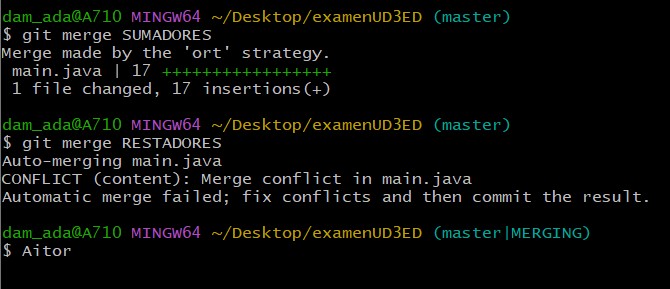 dam_ada@A710 MINGW64 ~/Desktop/examenUD3ED (master)
$ git merge SUMADORES
Merge made by the 'ort' strategy.
 main.java | 17 +++++++++++++++++
 1 file changed, 17 insertions(+)
dam_ada@A710 MINGW64 ~/Desktop/examenUD3ED (master)
$ git merge RESTADORES
Auto-merging main.java
CONFLICT (content): Merge conflict in main.java
Automatic merge failed; fix conflicts and then commit the result.
dam_ada@A710 MINGW64 ~/Desktop/examenUD3ED (master|MERGING)
$ Aitor